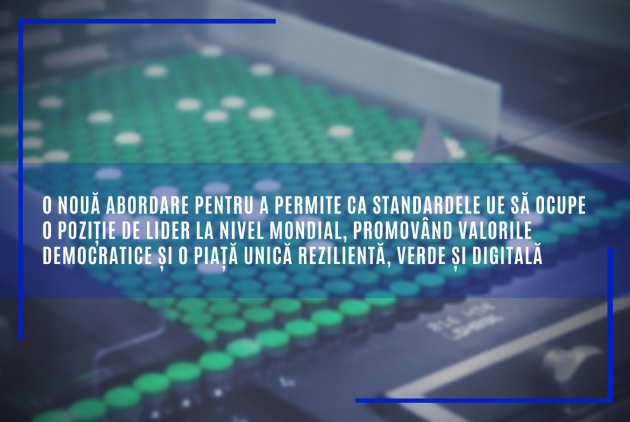 O NOUĂ ABORDARE PENTRU A PERMITE CA STANDARDELE UE SĂ OCUPE
O POZIȚIE DE LIDER LA NIVEL MONDIAL, PROMOVÂND VALORILE
DEMOCRATICE ȘI O PIAȚĂ UNICĂ REZILIENTĂ, VERDE ȘI DIGITALĂ